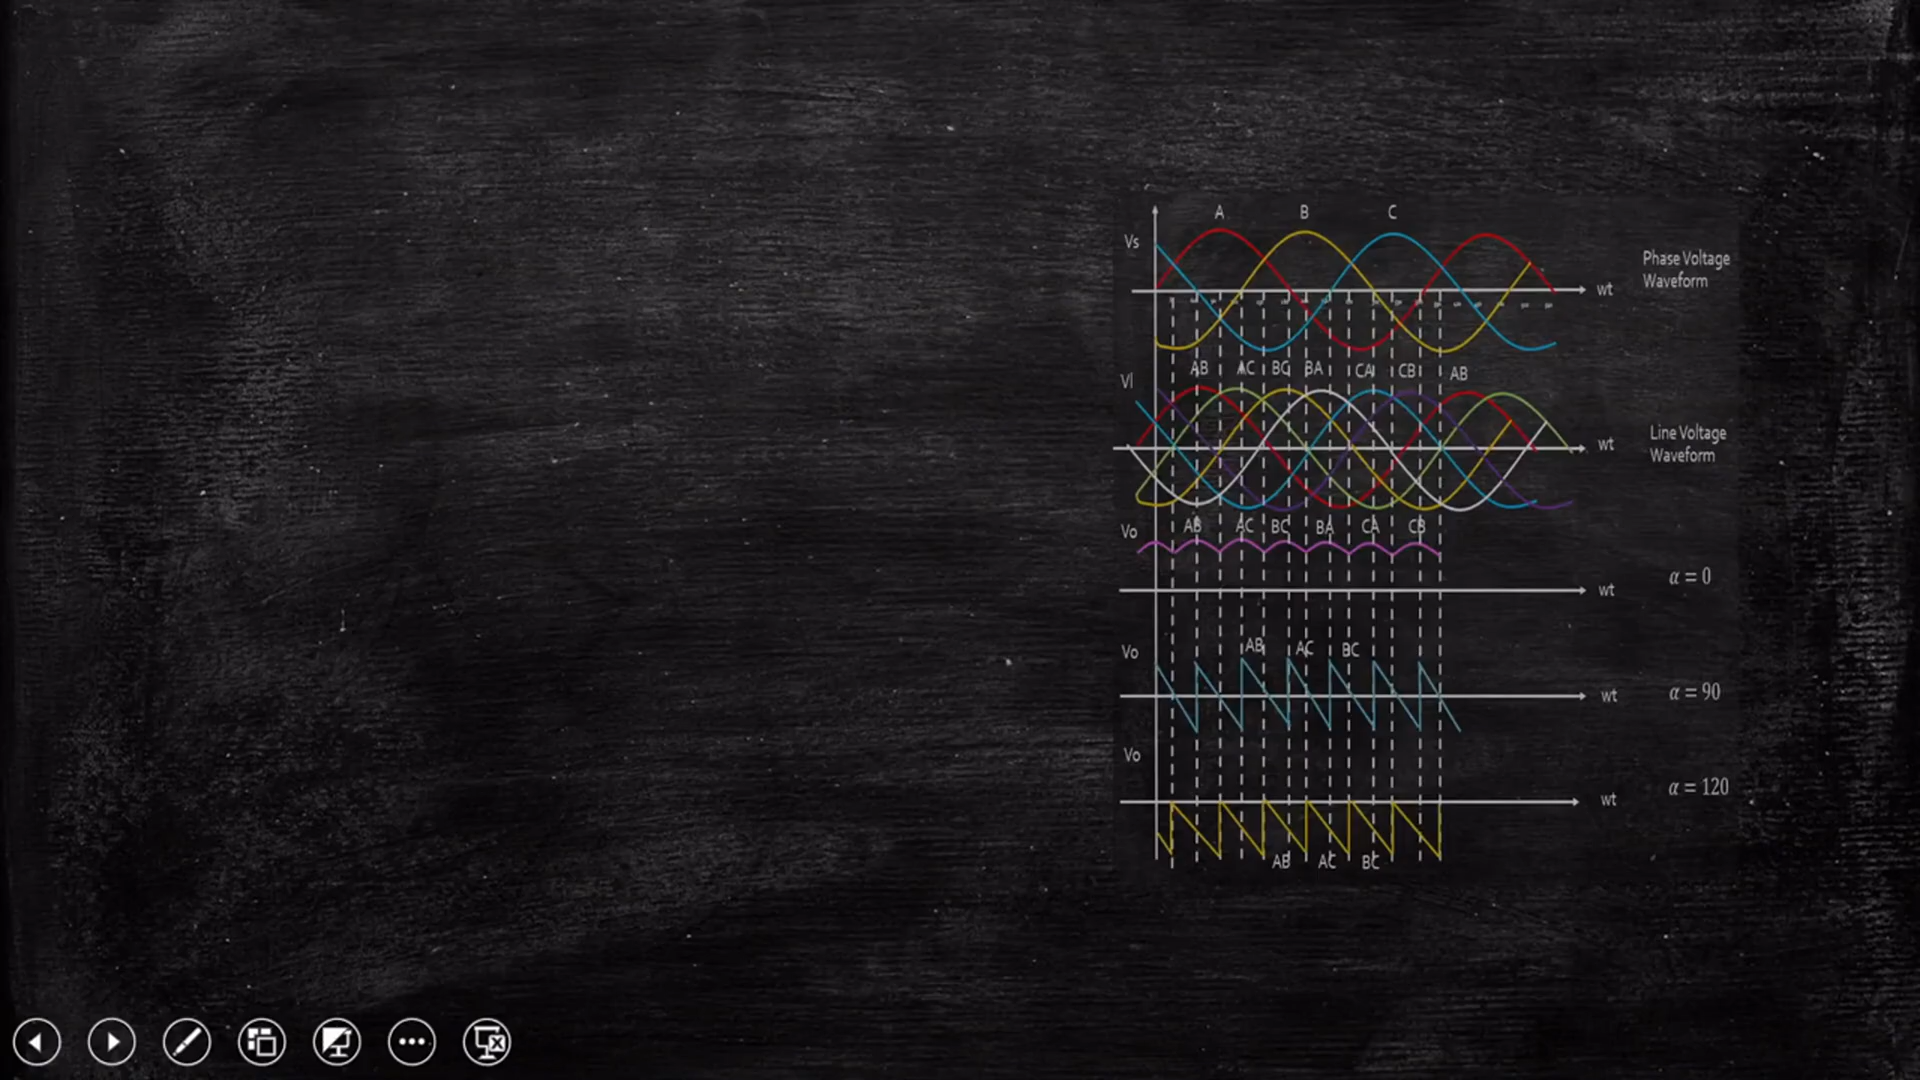 A B C
Vs
Phase Voltage
Waveform
wt
AB AC BC BA CA CB AB
Vl
Line Voltage
Waveform
wt
AB AC BC BA CA CB
Vo
α = 0
wt
AB AC BC
Vo
α = 90
wt
Vo
α = 120
wt
AB AC BC